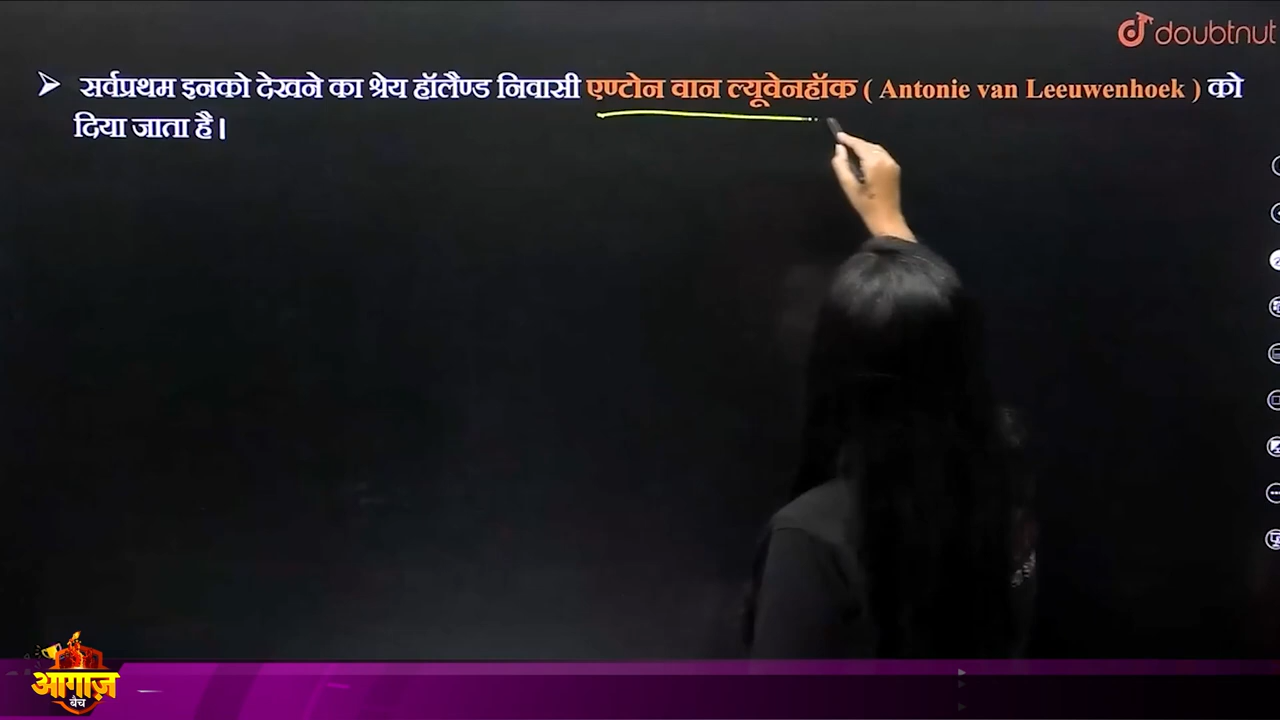 doubtnut
सर्वप्रथम इनको देखने का श्रेय हॉलैण्ड निवासी एण्टोन वान ल्यूवेनहॉक ( Antonie van Leeuwenhoek ) को
दिया जाता है।
आगाज़
बैच